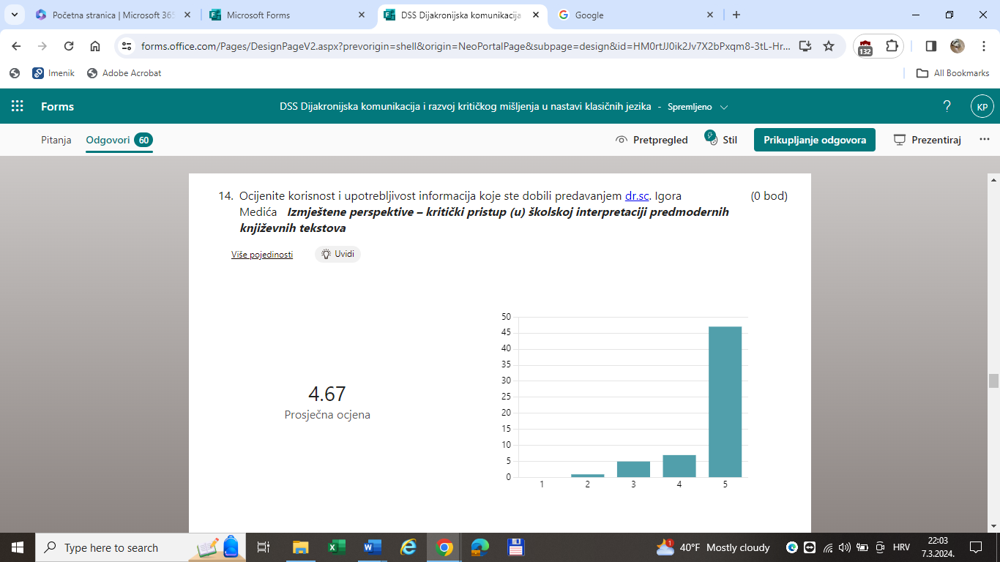 Početna stranica | Microsoft 365
Microsoft Forms
DSS Dijakronijska komunikacija
Google
forms.office.com/Pages/DesignPageV2.aspx?prevorigin=shell&origin=NeoPortalPage&subpage=design&id=HM0rtJJ0ik2Jv7X2bPxqm8-3tL-Hr...
132
Imenik
Adobe Acrobat
All Bookmarks
Forms
DSS Dijakronijska komunikacija i razvoj kritičkog mišljenja u nastavi klasičnih jezika - Spremljeno
?
KP
Pitanja
Odgovori 60
Pretpregled
Stil
Prikupljanje odgovora
Prezentiraj
14. Ocijenite korisnost i upotrebljivost informacija koje ste dobili predavanjem dr.sc. Igora
(0 bod)
Medića Izmještene perspektive – kritički pristup (u) školskoj interpretaciji predmodernih
književnih tekstova
Više pojedinosti
Uvidi
50
45
40
35
30
25
20
15
10
5
0
1 2 3 4 5
4.67
Prosječna ocjena
Type here to search
1
40°F Mostly cloudy
HRV
22:03
7.3.2024.